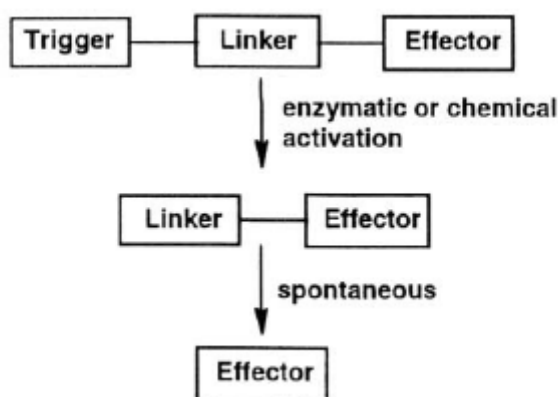 Trigger Linker Effector
enzymatic or chemical
activation
Linker Effector
spontaneous
Effector